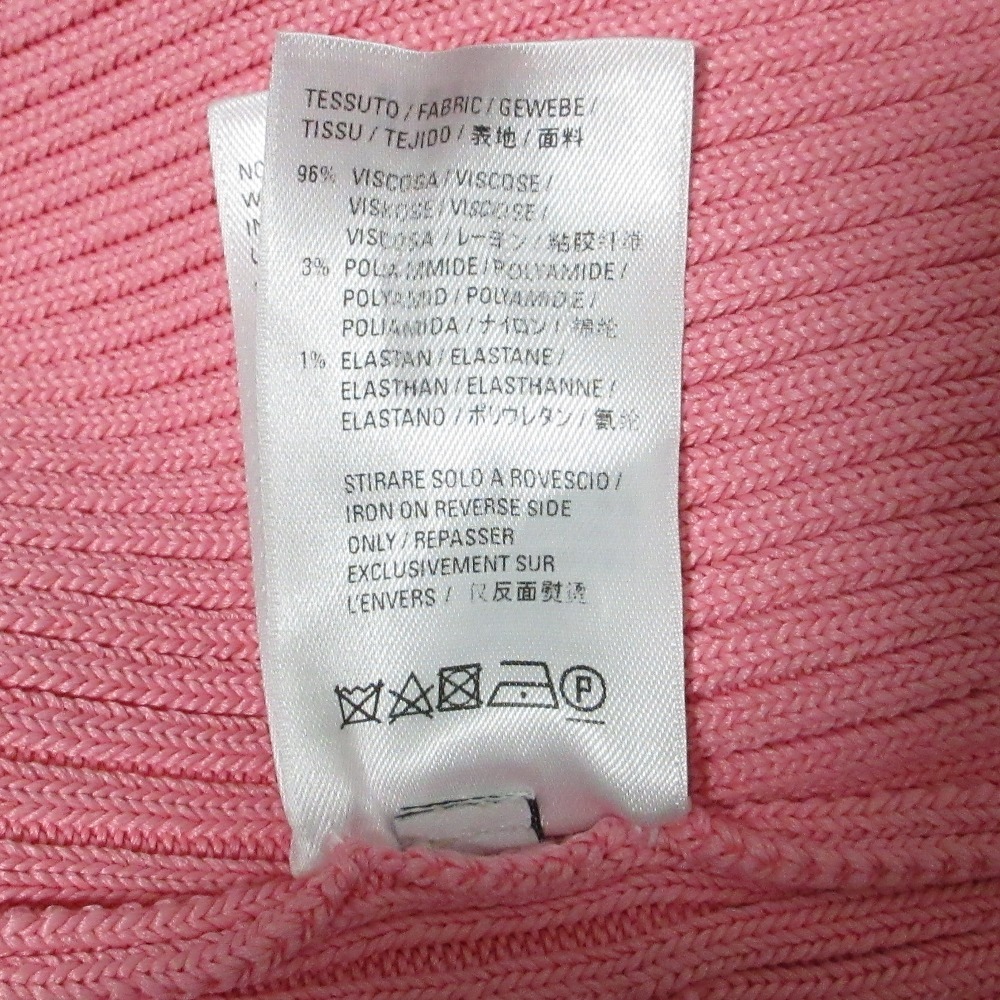 TESSUTO / FABRIC / GEWEBE /
TISSU / TEJIDO / 表地 / 面料
96% VISCOSA / VISCOSE /
VISKOSE / VISCOSE /
VISCOSA / レーヨン / 粘胶纤维
3% POLIAMMIDE / POLYAMIDE /
POLYAMID / POLYAMIDE /
POLIAMIDA / ナイロン / 锦纶
1% ELASTAN / ELASTANE /
ELASTHAN / ELASTHANNE /
ELASTANO / ポリウレタン / 氨纶
STIRARE SOLO A ROVESCIO /
IRON ON REVERSE SIDE
ONLY / REPASSER
EXCLUSIVEMENT SUR
L'ENVERS / 仅反面熨烫
P